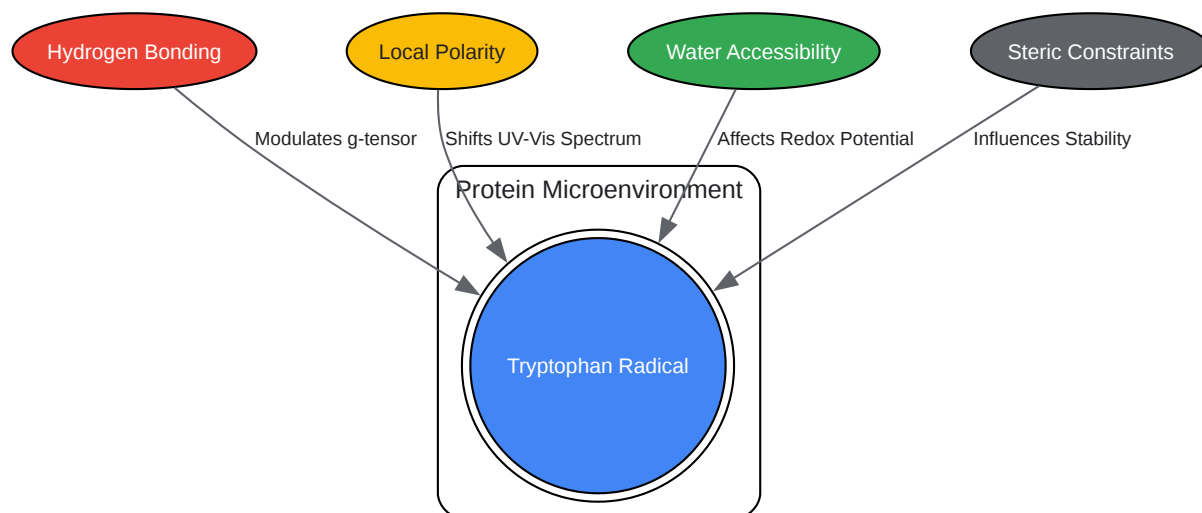 Hydrogen Bonding
Local Polarity
Water Accessibility
Steric Constraints
Modulates g-tensor
Shifts UV-Vis Spectrum
Affects Redox Potential
Influences Stability
Protein Microenvironment
Tryptophan Radical